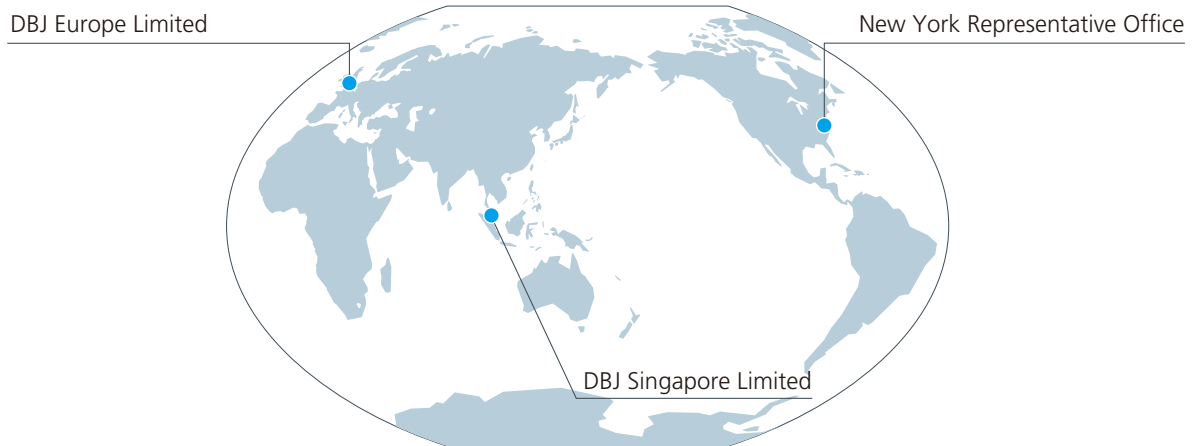 DBJ Europe Limited
New York Representative Office
DBJ Singapore Limited